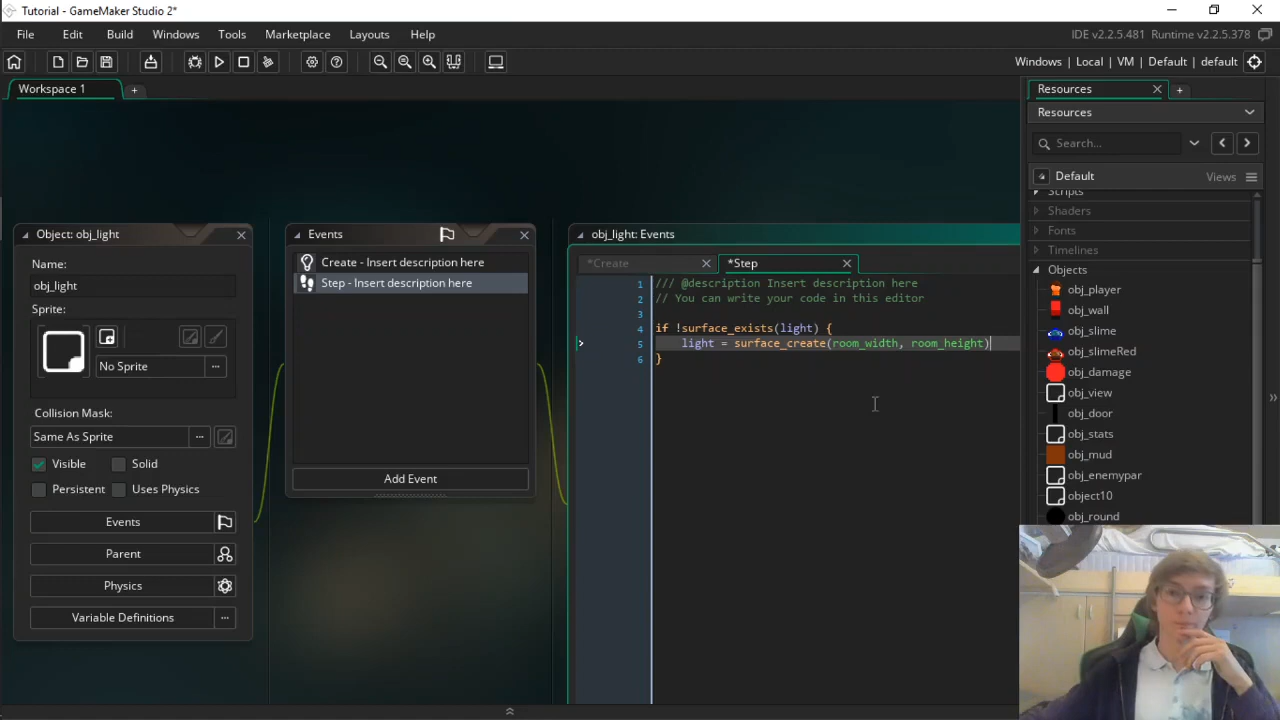 Tutorial - GameMaker Studio 2*
File Edit Build Windows Tools Marketplace Layouts Help
IDE v2.2.5.481 Runtime v2.2.5.378
Windows | Local | VM | Default | default
Workspace 1
+
Resources
+
Resources
Search...
Default
Views
Scripts
Shaders
Fonts
Timelines
Objects
obj_player
obj_wall
obj_slime
obj_slimeRed
obj_damage
obj_view
obj_door
obj_stats
obj_mud
obj_enemypar
object10
obj_round
Object: obj_light
Name:
obj_light
Sprite:
No Sprite
...
Collision Mask:
Same As Sprite
...
Visible
Solid
Persistent
Uses Physics
Events
Parent
Physics
Variable Definitions
...
Events
Create - Insert description here
Step - Insert description here
Add Event
obj_light: Events
*Create
*Step
1 /// @description Insert description here
2 // You can write your code in this editor
3
4 if !surface_exists(light) {
5 light = surface_create(room_width, room_height)
6 }